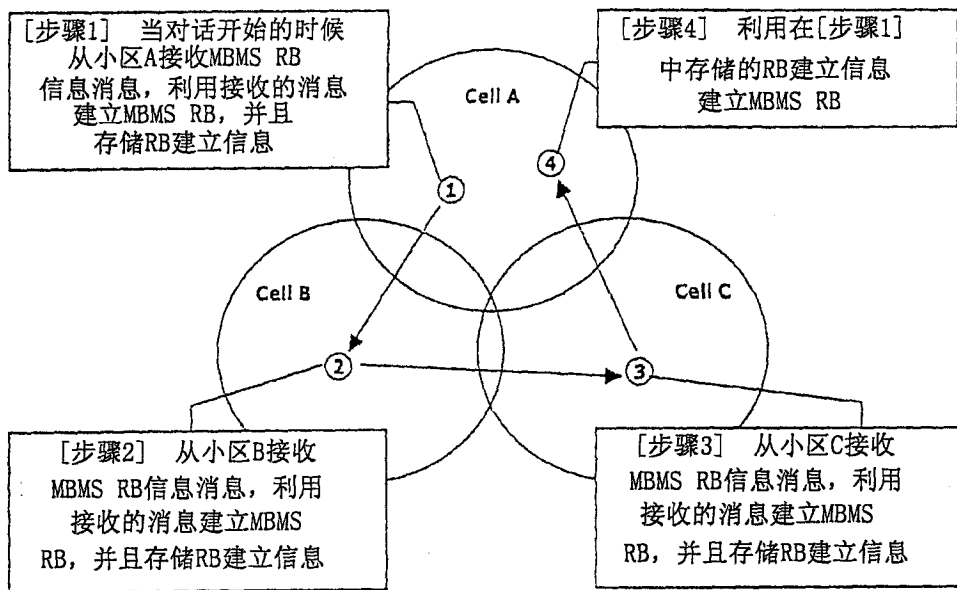 [步骤1] 当对话开始的时候
从小区A接收MBMS RB
信息消息，利用接收的消息
建立MBMS RB，并且
存储RB建立信息
[步骤4] 利用在[步骤1]
中存储的RB建立信息
建立MBMS RB
Cell A
④
①
Cell B
Cell C
②
③
[步骤2] 从小区B接收
MBMS RB信息消息，利用
接收的消息建立MBMS
RB，并且存储RB建立信息
[步骤3] 从小区C接收
MBMS RB信息消息，利用
接收的消息建立MBMS
RB，并且存储RB建立信息